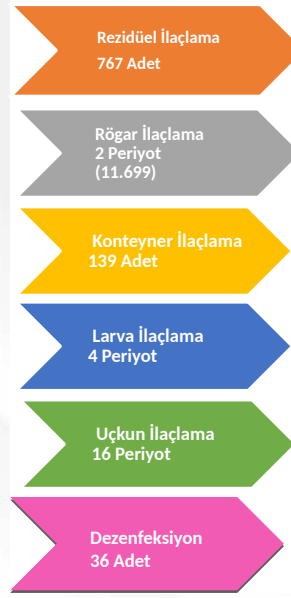 Rezidüel İlaçlama
767 Adet
Rögar İlaçlama
2 Periyot
(11.699)
Konteyner İlaçlama
139 Adet
Larva İlaçlama
4 Periyot
Uçkun İlaçlama
16 Periyot
Dezenfeksiyon
36 Adet